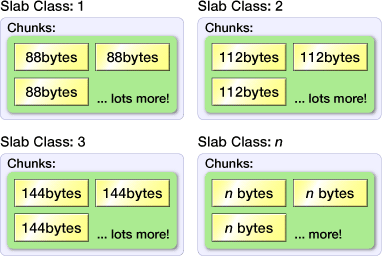 Slab Class: 1
Chunks:
88bytes 88bytes
88bytes ... lots more!
Slab Class: 2
Chunks:
112bytes 112bytes
112bytes ... lots more!
Slab Class: 3
Chunks:
144bytes 144bytes
144bytes ... lots more!
Slab Class: n
Chunks:
n bytes n bytes
n bytes ... more!